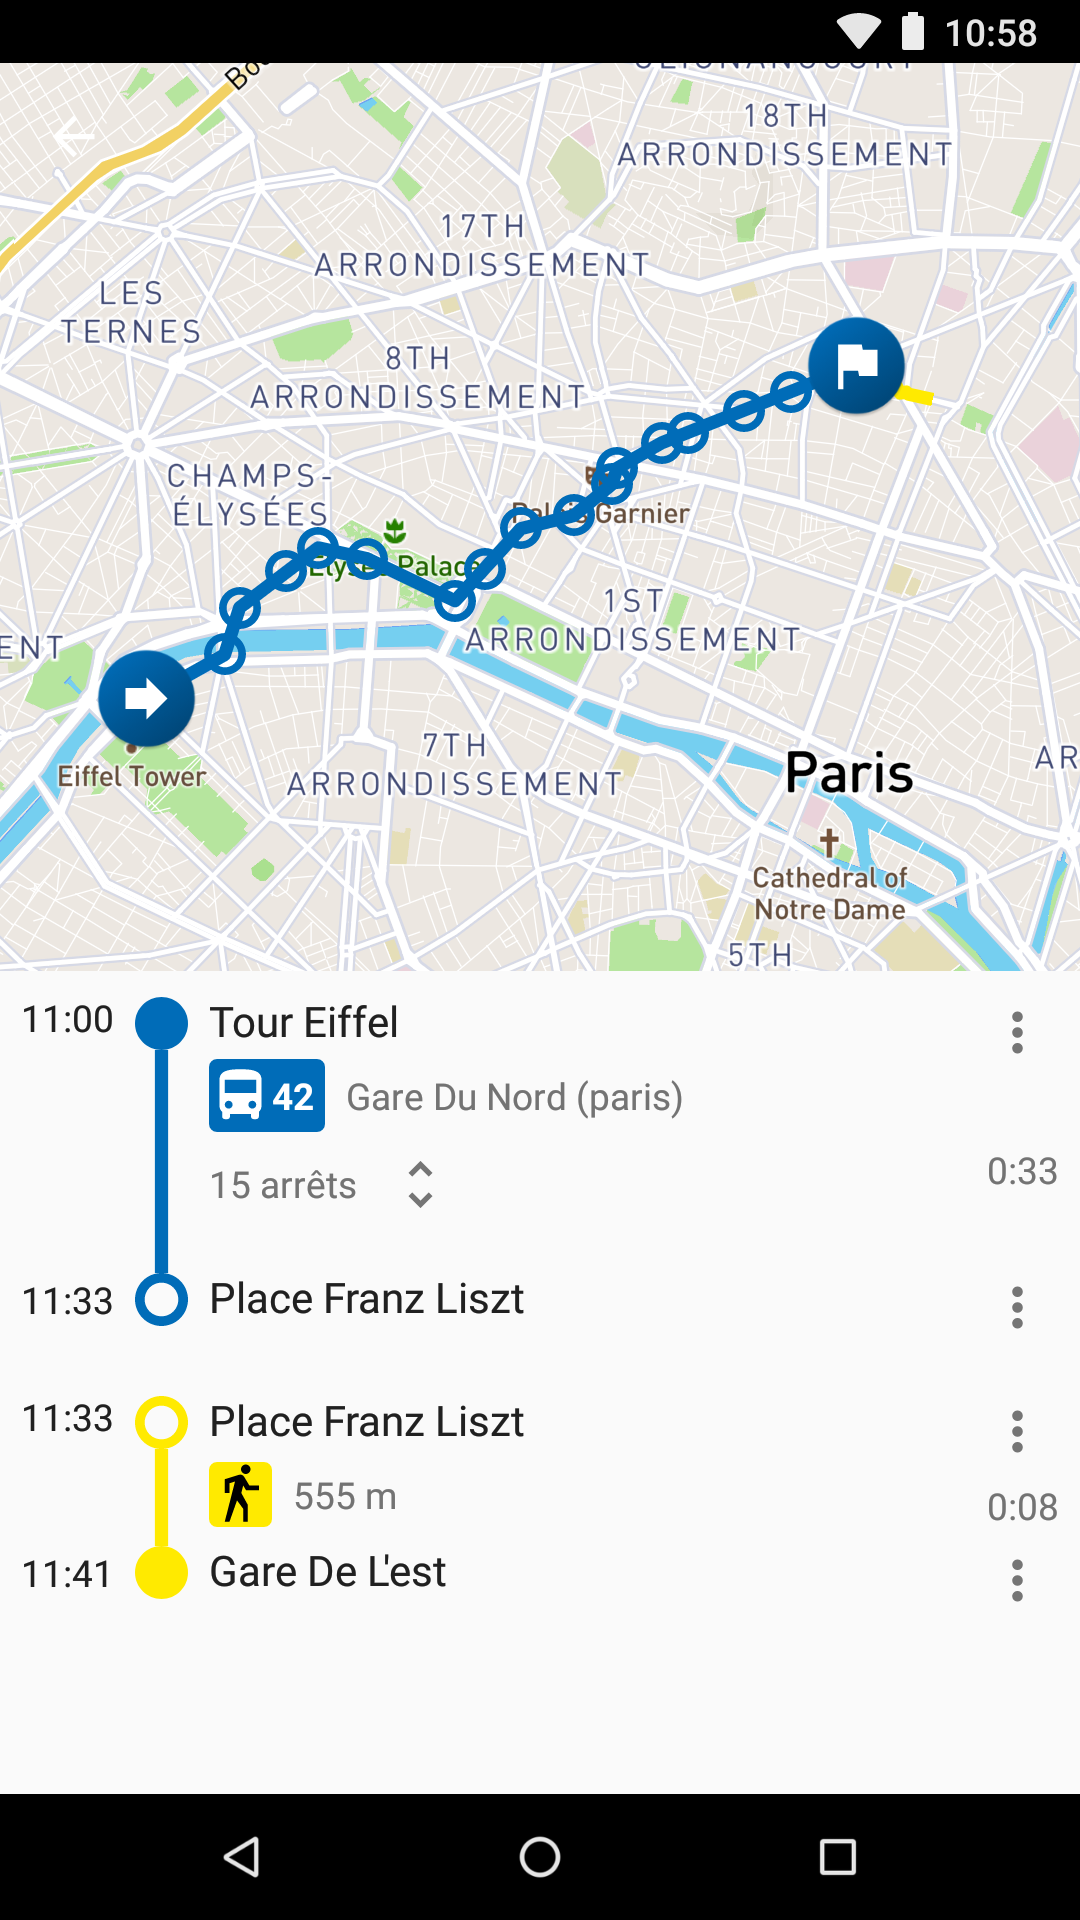 10:58
18TH
ARRONDISSEMENT
17TH
ARRONDISSEMENT
LES
TERNES
8TH
ARRONDISSEMENT
CHAMPS-
ÉLYSÉES
Palais Garnier
Élysée Palace
1ST
ARRONDISSEMENT
ENT
7TH
ARRONDISSEMENT
Eiffel Tower
Paris
AR
Cathedral of
Notre Dame
5TH
11:00 Tour Eiffel
42 Gare Du Nord (paris)
15 arrêts 0:33
11:33 Place Franz Liszt
11:33 Place Franz Liszt
555 m 0:08
11:41 Gare De L'est